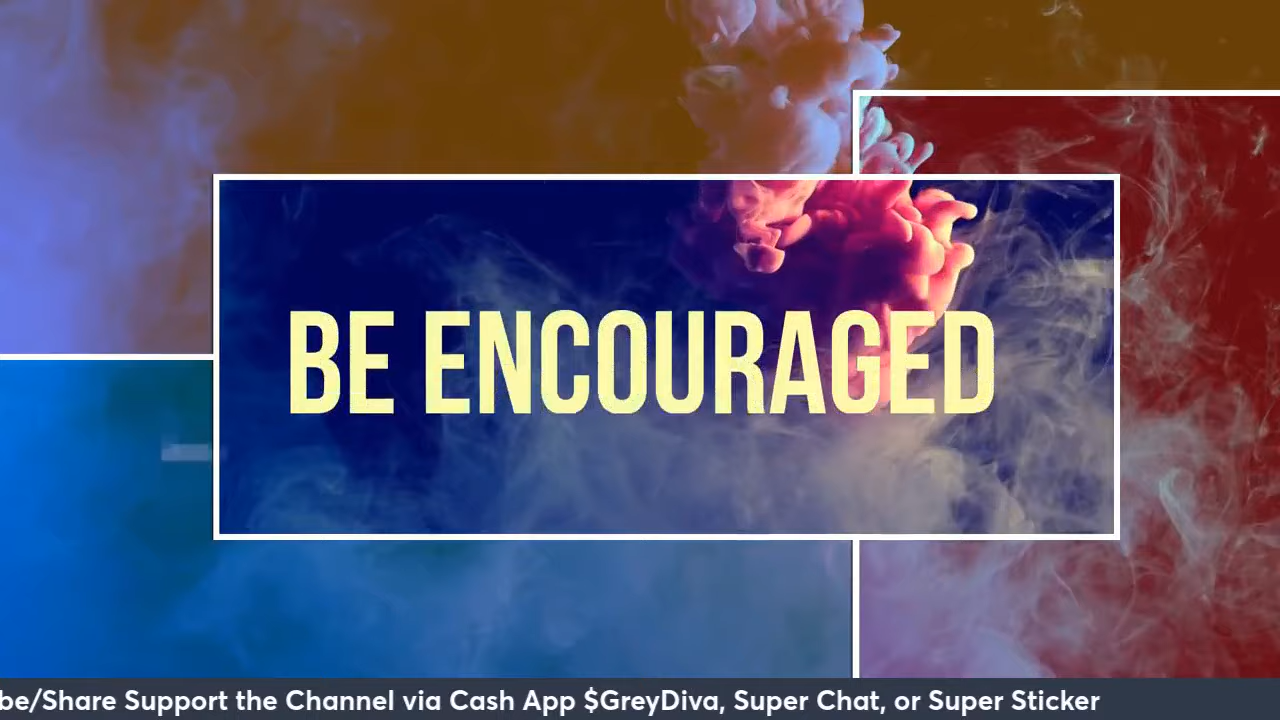 BE ENCOURAGED
be/Share Support the Channel via Cash App $GreyDiva, Super Chat, or Super Sticker